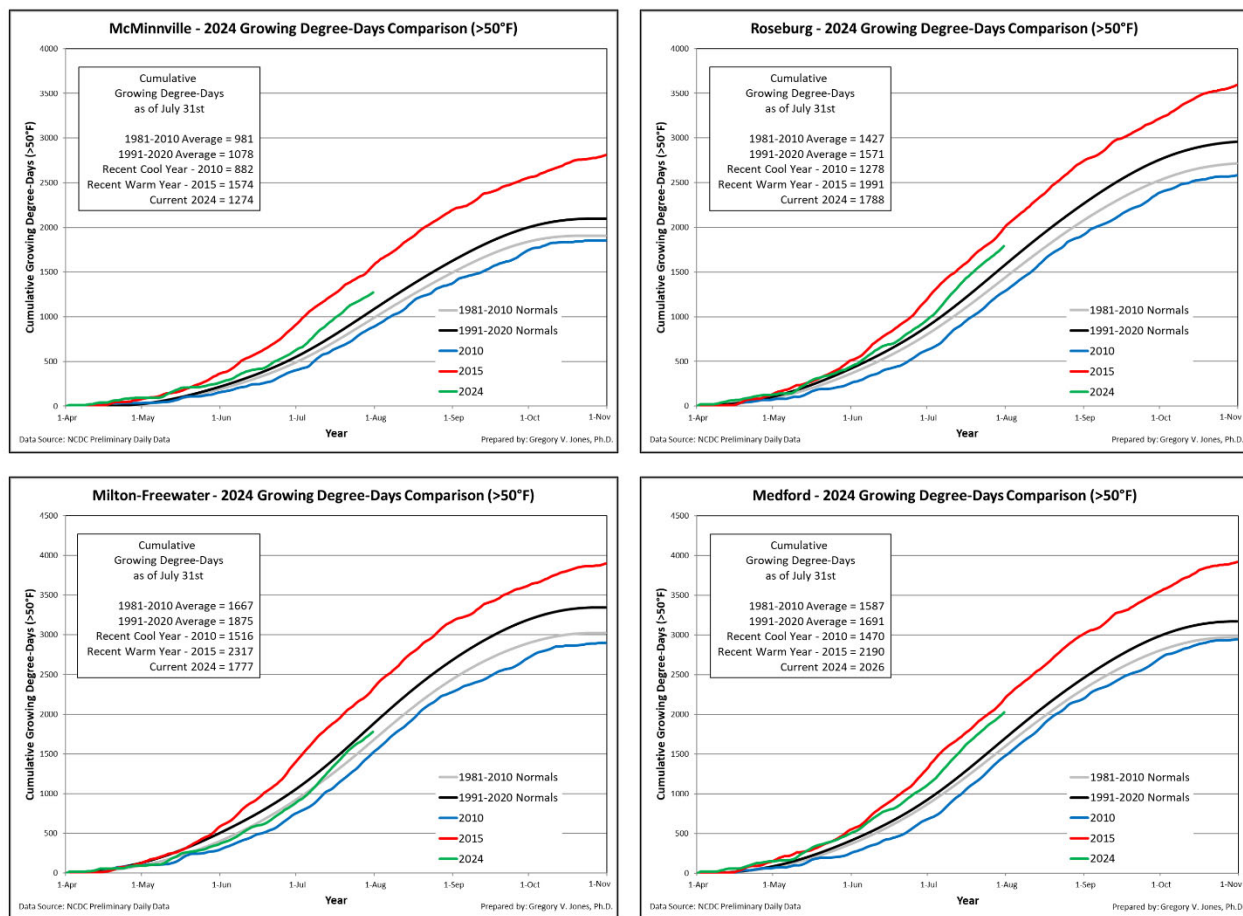 McMinnville - 2024 Growing Degree-Days Comparison (>50°F)
Cumulative Growing Degree-Days (>50°F)
4000
3500
3000
2500
2000
1500
1000
500
0
Cumulative
Growing Degree-Days
as of July 31st
1981-2010 Average = 981
1991-2020 Average = 1078
Recent Cool Year - 2010 = 882
Recent Warm Year - 2015 = 1574
Current 2024 = 1274
1981-2010 Normals
1991-2020 Normals
2010
2015
2024
1-Apr 1-May 1-Jun 1-Jul 1-Aug 1-Sep 1-Oct 1-Nov
Year
Data Source: NCDC Preliminary Daily Data
Prepared by: Gregory V. Jones, Ph.D.
Roseburg - 2024 Growing Degree-Days Comparison (>50°F)
Cumulative Growing Degree-Days (>50°F)
4000
3500
3000
2500
2000
1500
1000
500
0
Cumulative
Growing Degree-Days
as of July 31st
1981-2010 Average = 1427
1991-2020 Average = 1571
Recent Cool Year - 2010 = 1278
Recent Warm Year - 2015 = 1991
Current 2024 = 1788
1981-2010 Normals
1991-2020 Normals
2010
2015
2024
1-Apr 1-May 1-Jun 1-Jul 1-Aug 1-Sep 1-Oct 1-Nov
Year
Data Source: NCDC Preliminary Daily Data
Prepared by: Gregory V. Jones, Ph.D.
Milton-Freewater - 2024 Growing Degree-Days Comparison (>50°F)
Cumulative Growing Degree-Days (>50°F)
4500
4000
3500
3000
2500
2000
1500
1000
500
0
Cumulative
Growing Degree-Days
as of July 31st
1981-2010 Average = 1667
1991-2020 Average = 1875
Recent Cool Year - 2010 = 1516
Recent Warm Year - 2015 = 2317
Current 2024 = 1777
1981-2010 Normals
1991-2020 Normals
2010
2015
2024
1-Apr 1-May 1-Jun 1-Jul 1-Aug 1-Sep 1-Oct 1-Nov
Year
Data Source: NCDC Preliminary Daily Data
Prepared by: Gregory V. Jones, Ph.D.
Medford - 2024 Growing Degree-Days Comparison (>50°F)
Cumulative Growing Degree-Days (>50°F)
4500
4000
3500
3000
2500
2000
1500
1000
500
0
Cumulative
Growing Degree-Days
as of July 31st
1981-2010 Average = 1587
1991-2020 Average = 1691
Recent Cool Year - 2010 = 1470
Recent Warm Year - 2015 = 2190
Current 2024 = 2026
1981-2010 Normals
1991-2020 Normals
2010
2015
2024
1-Apr 1-May 1-Jun 1-Jul 1-Aug 1-Sep 1-Oct 1-Nov
Year
Data Source: NCDC Preliminary Daily Data
Prepared by: Gregory V. Jones, Ph.D.